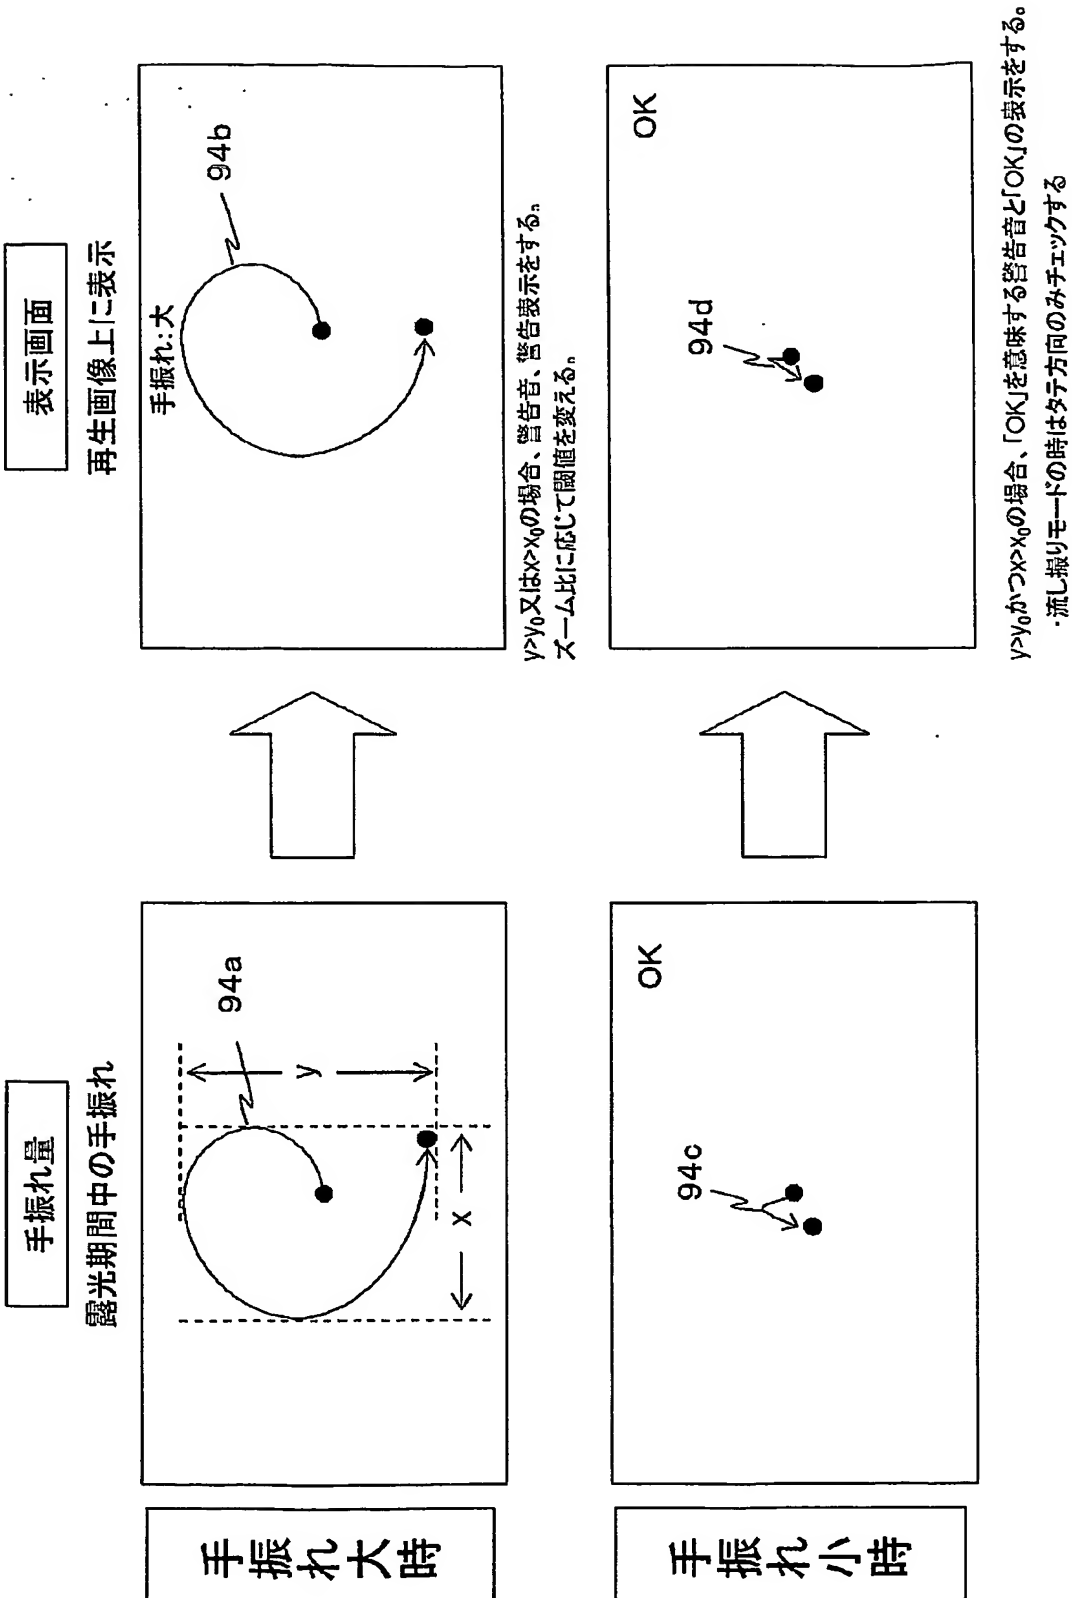 手振れ量
露光期間中の手振れ
表示画面
再生画像上に表示
手振れ大時
94a
y
x
手振れ:大
94b
y>y₀又はx>x₀の場合、警告音、警告表示をする。
ズーム比に応じて閾値を変える。
手振れ小時
OK
94c
OK
94d
y>y₀かつx>x₀の場合、「OK」を意味する警告音と「OK」の表示をする。
・流し撮りモードの時はタテ方向のみチェックする